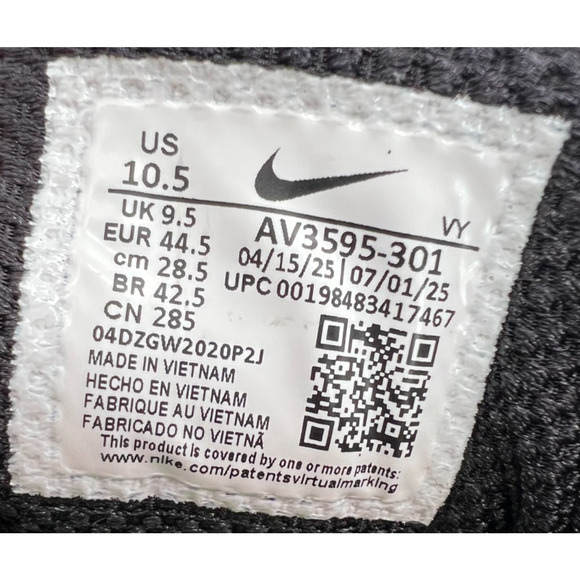 US
10.5
UK 9.5
EUR 44.5
cm 28.5
BR 42.5
CN 285
VY
AV3595-301
04/15/25|07/01/25
UPC 00198483417467
04DZGW2020P2J
MADE IN VIETNAM
HECHO EN VIETNAM
FABRIQUE AU VIETNAM
FABRICADO NO VIETNÃ
This product is covered by one or more patents:
www.nike.com/patentsvirtualmarking